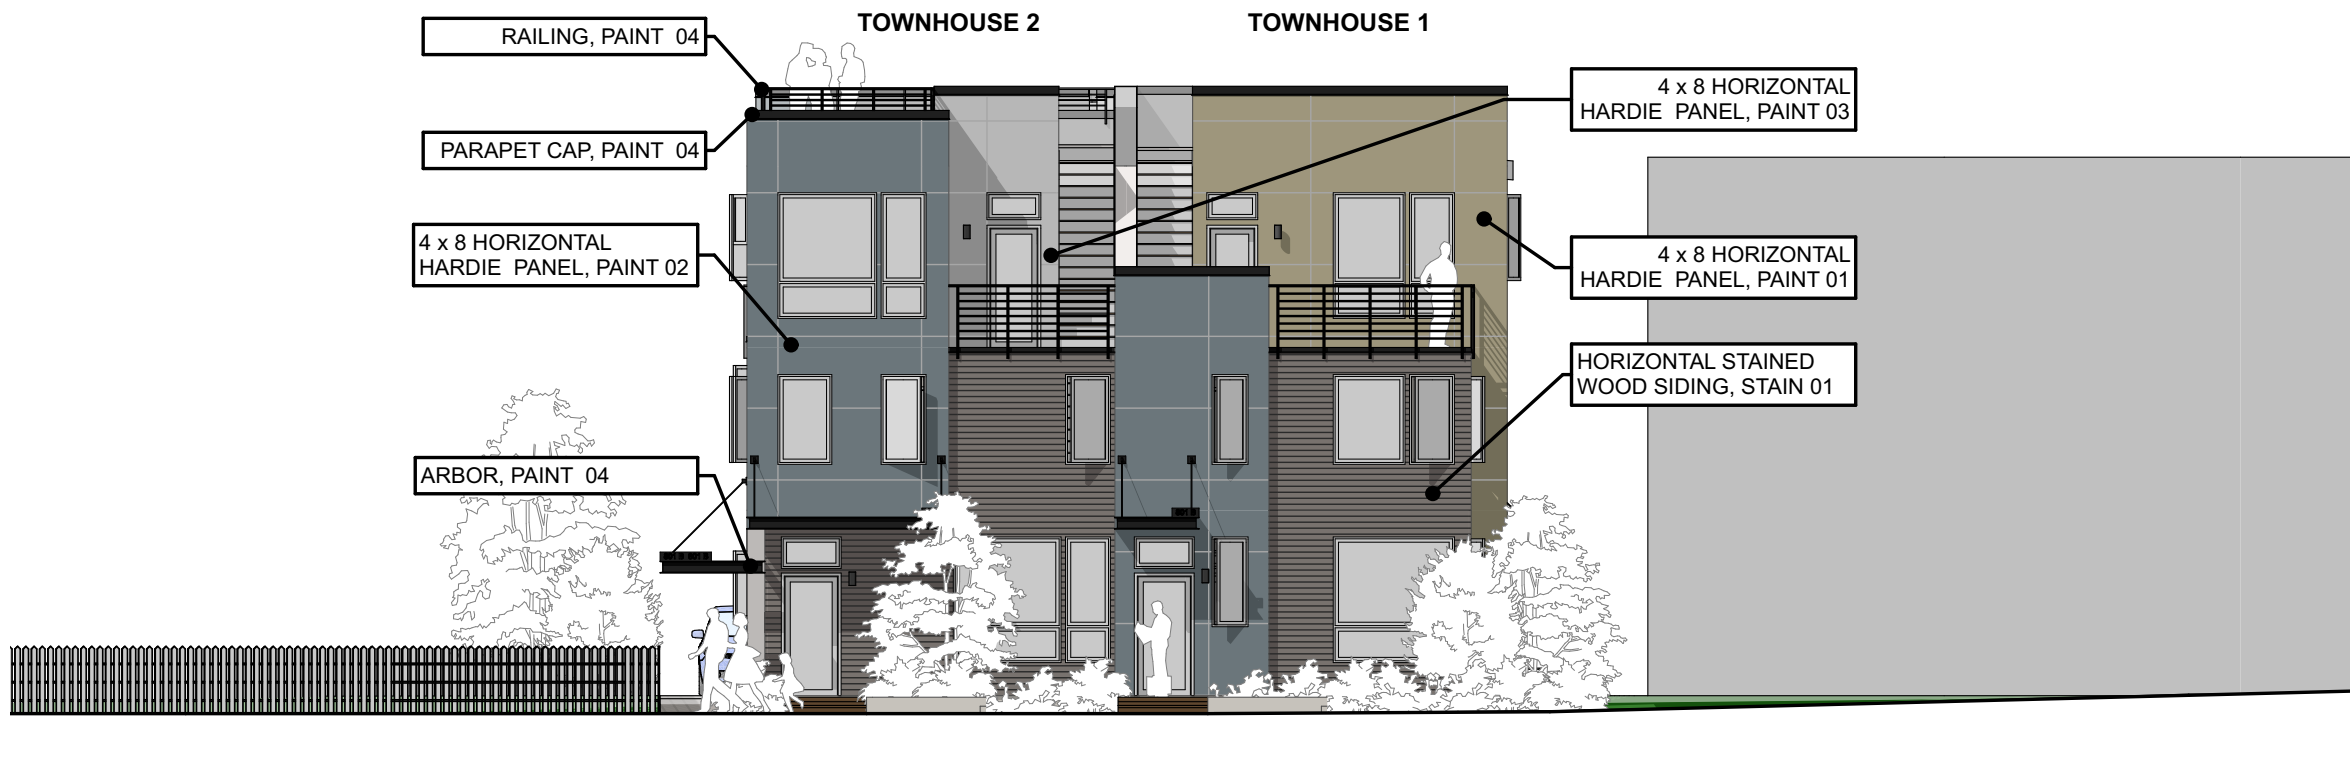 TOWNHOUSE 2
TOWNHOUSE 1
RAILING, PAINT 04
PARAPET CAP, PAINT 04
4 x 8 HORIZONTAL
HARDIE PANEL, PAINT 02
ARBOR, PAINT 04
4 x 8 HORIZONTAL
HARDIE PANEL, PAINT 03
4 x 8 HORIZONTAL
HARDIE PANEL, PAINT 01
HORIZONTAL STAINED
WOOD SIDING, STAIN 01